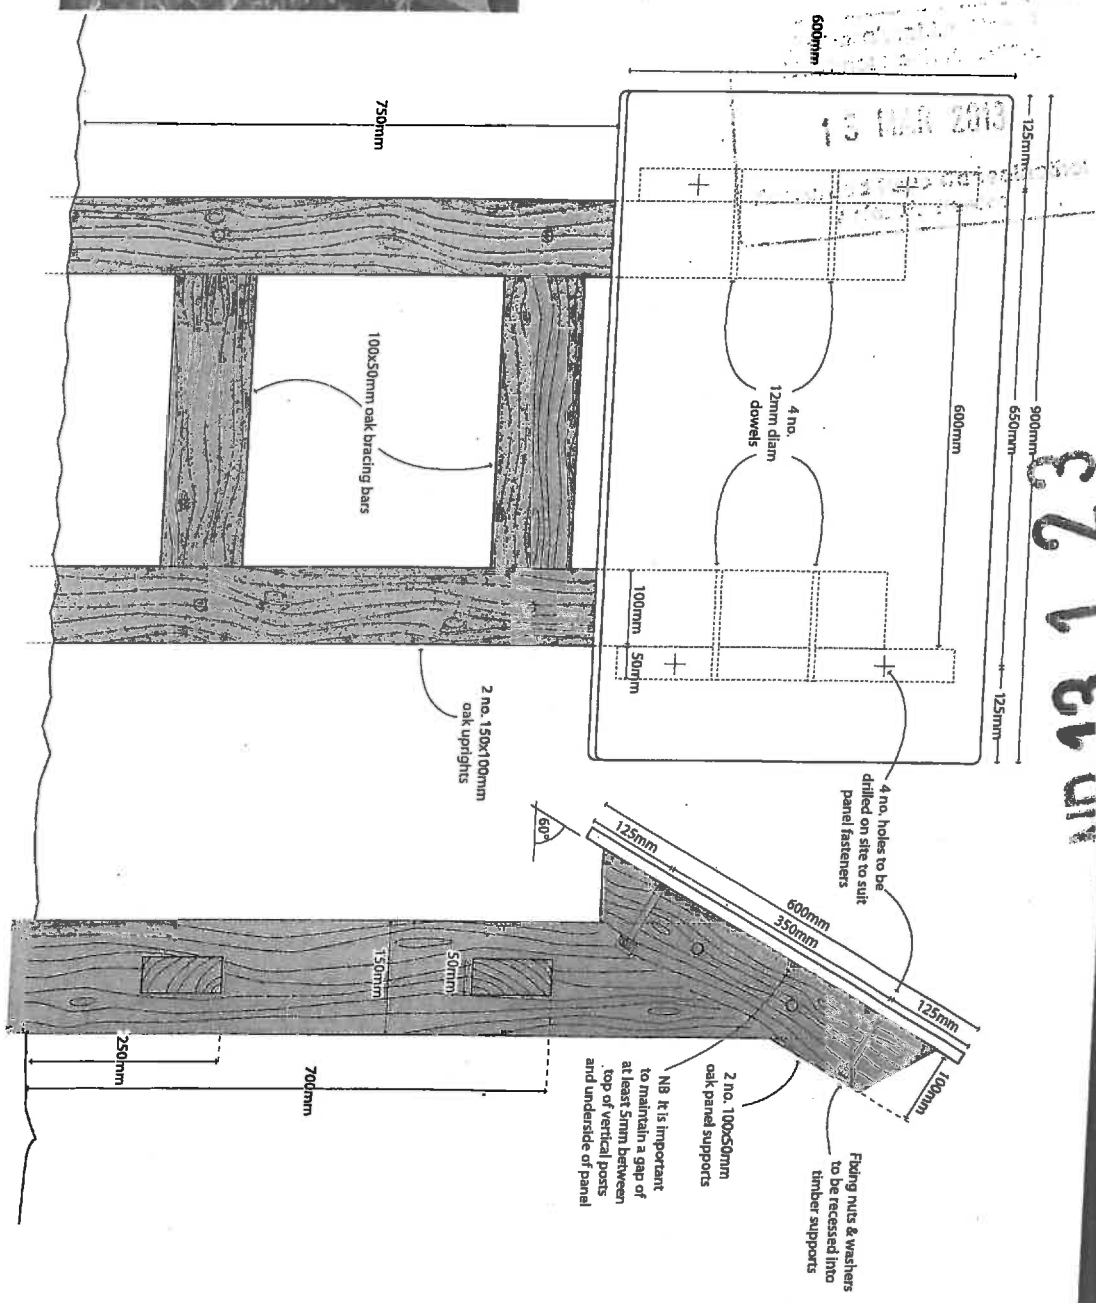 600mm
13 MAR 2013
ND 13 1 23
900mm
125mm
650mm
125mm
600mm
750mm
4 no.
12mm diam
dowels
100x50mm oak bracing bars
100mm
50mm
2 no. 150x100mm
oak uprights
4 no. holes to be
drilled on site to suit
panel fasteners
60°
125mm
600mm
350mm
125mm
100mm
Fixing nuts & washers
to be recessed into
timber supports
2 no. 100x50mm
oak panel supports
NB It is important
to maintain a gap of
at least 5mm between
top of vertical posts
and underside of panel
150mm
50mm
250mm
700mm